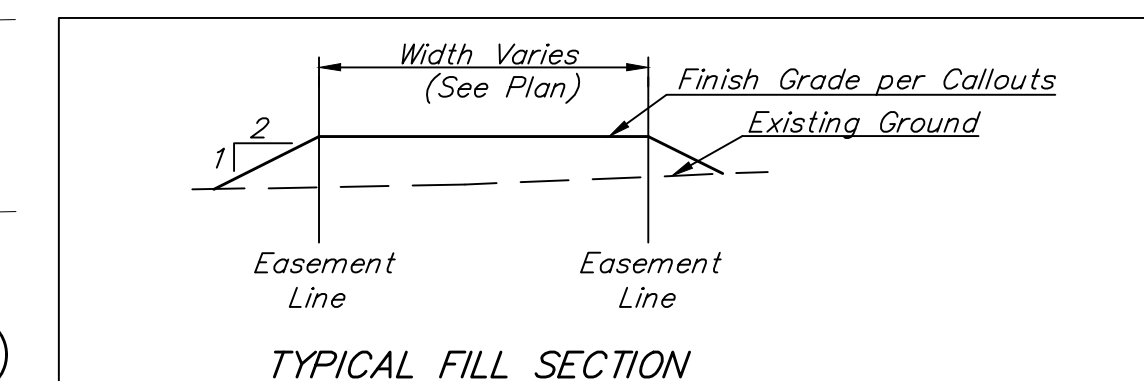 Width Varies
(See Plan)
Finish Grade per Callouts
Existing Ground
2
1
Easement
Line
Easement
Line
TYPICAL FILL SECTION